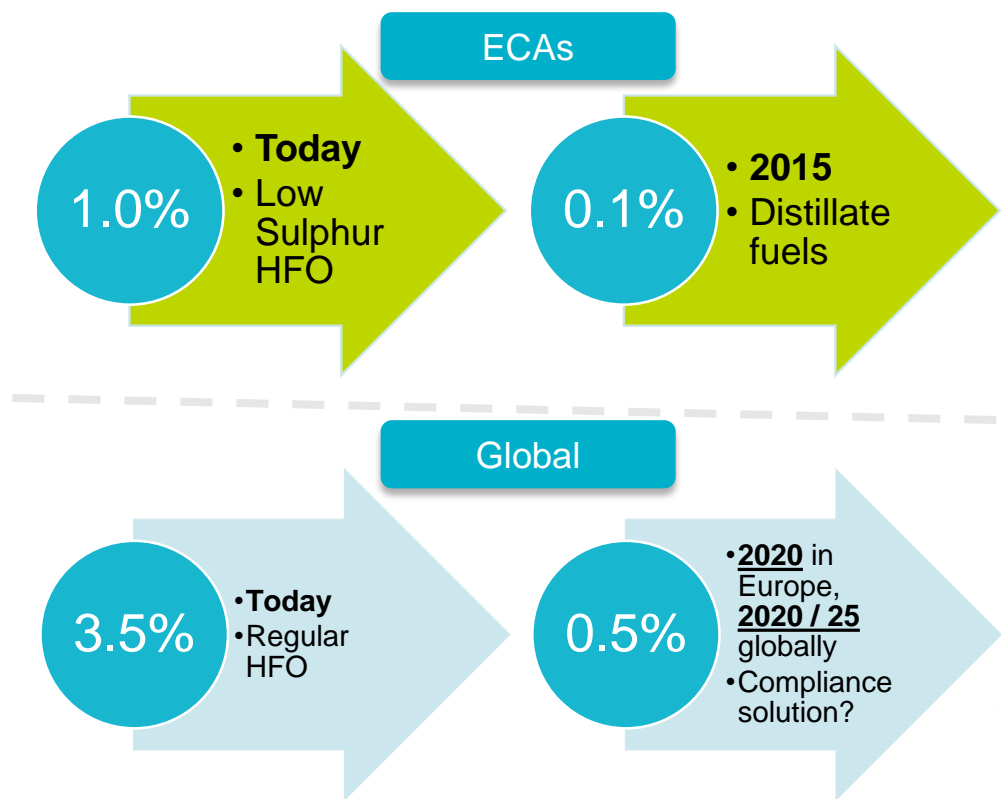 ECAs
1.0%
• Today
• Low
Sulphur
HFO
0.1%
• 2015
• Distillate
fuels
Global
3.5%
•Today
•Regular
HFO
0.5%
•2020 in
Europe,
2020 / 25
globally
•Compliance
solution?